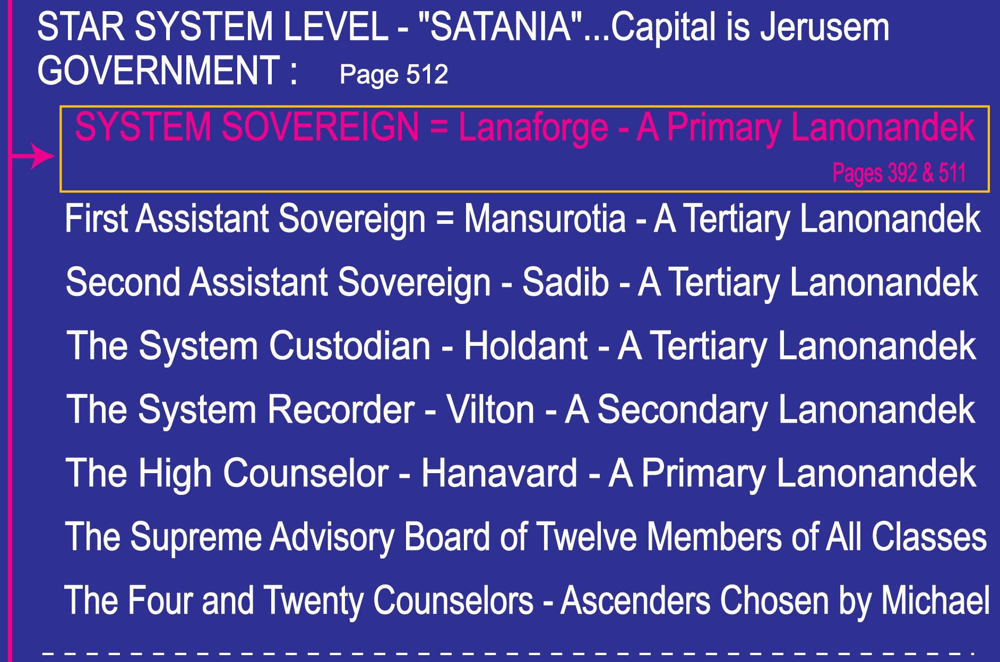 STAR SYSTEM LEVEL - "SATANIA"...Capital is Jerusem
GOVERNMENT : Page 512
SYSTEM SOVEREIGN = Lanaforge - A Primary Lanonandek
Pages 392 & 511
First Assistant Sovereign = Mansurotia - A Tertiary Lanonandek
Second Assistant Sovereign - Sadib - A Tertiary Lanonandek
The System Custodian - Holdant - A Tertiary Lanonandek
The System Recorder - Vilton - A Secondary Lanonandek
The High Counselor - Hanavard - A Primary Lanonandek
The Supreme Advisory Board of Twelve Members of All Classes
The Four and Twenty Counselors - Ascenders Chosen by Michael